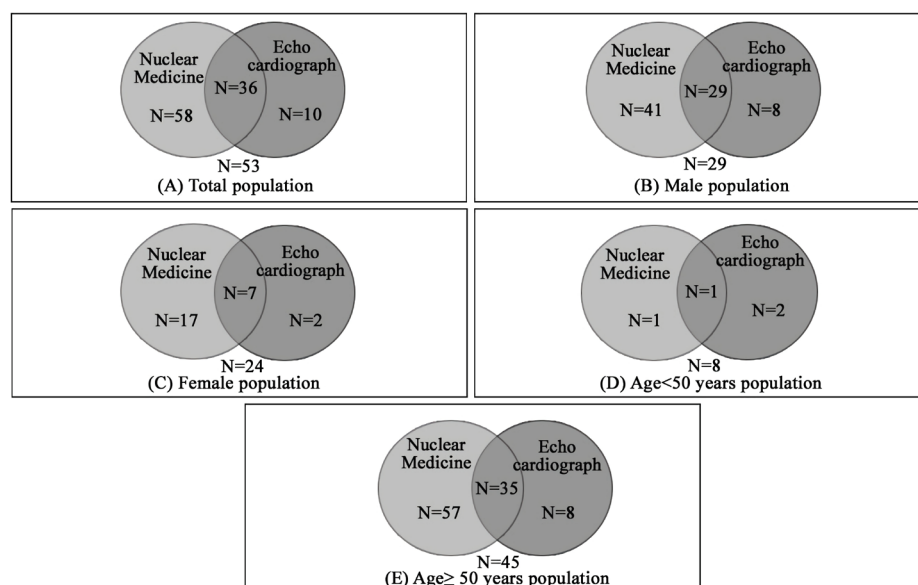 Nuclear
Medicine
Echo
cardiograph
N=36
N=58
N=10
N=53
(A) Total population
Nuclear
Medicine
Echo
cardiograph
N=29
N=41
N=8
N=29
(B) Male population
Nuclear
Medicine
Echo
cardiograph
N=7
N=17
N=2
N=24
(C) Female population
Nuclear
Medicine
Echo
cardiograph
N=1
N=1
N=2
N=8
(D) Age<50 years population
Nuclear
Medicine
Echo
cardiograph
N=35
N=57
N=8
N=45
(E) Age≥ 50 years population